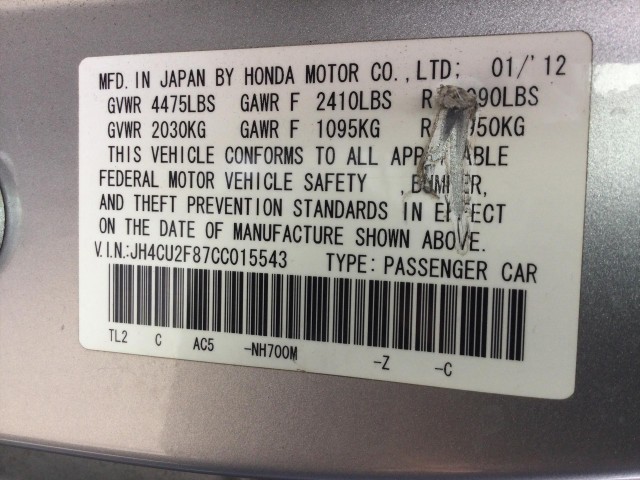 MFD. IN JAPAN BY HONDA MOTOR CO., LTD; 01/'12
GVWR 4475LBS GAWR F 2410LBS R 090LBS
GVWR 2030KG GAWR F 1095KG R 950KG
THIS VEHICLE CONFORMS TO ALL
FEDERAL MOTOR VEHICLE SAFETY ,
AND THEFT PREVENTION STANDARDS IN
ON THE DATE OF MANUFACTURE SHOWN ABOVE.
V.I.N.:JH4CU2F87CC015543 TYPE: PASSENGER CAR
TL2 C AC5 -NH700M -Z -C